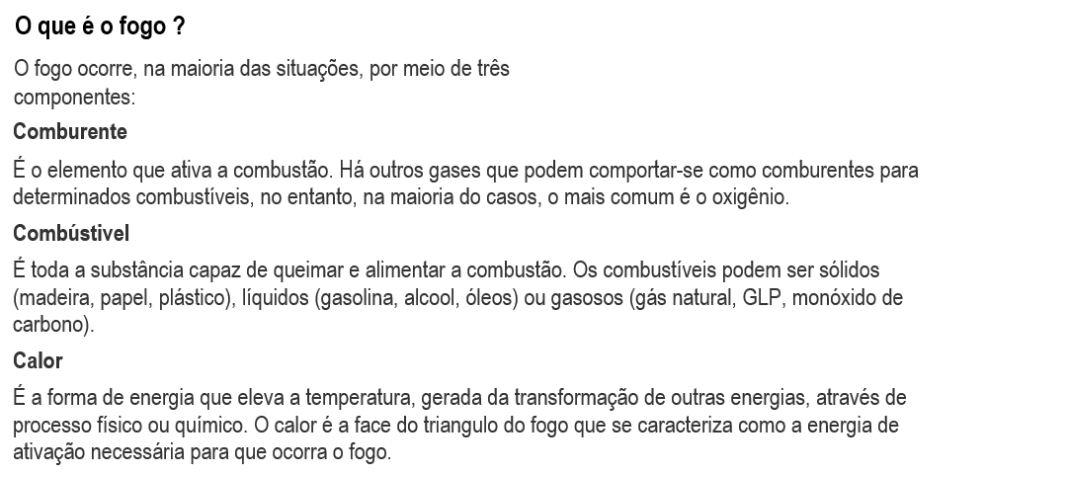 O que é o fogo ?
O fogo ocorre, na maioria das situações, por meio de três
componentes:
Comburente
É o elemento que ativa a combustão. Há outros gases que podem comportar-se como comburentes para
determinados combustíveis, no entanto, na maioria do casos, o mais comum é o oxigênio.
Combústivel
É toda a substância capaz de queimar e alimentar a combustão. Os combustíveis podem ser sólidos
(madeira, papel, plástico), líquidos (gasolina, alcool, óleos) ou gasosos (gás natural, GLP, monóxido de
carbono).
Calor
É a forma de energia que eleva a temperatura, gerada da transformação de outras energias, através de
processo físico ou químico. O calor é a face do triangulo do fogo que se caracteriza como a energia de
ativação necessária para que ocorra o fogo.